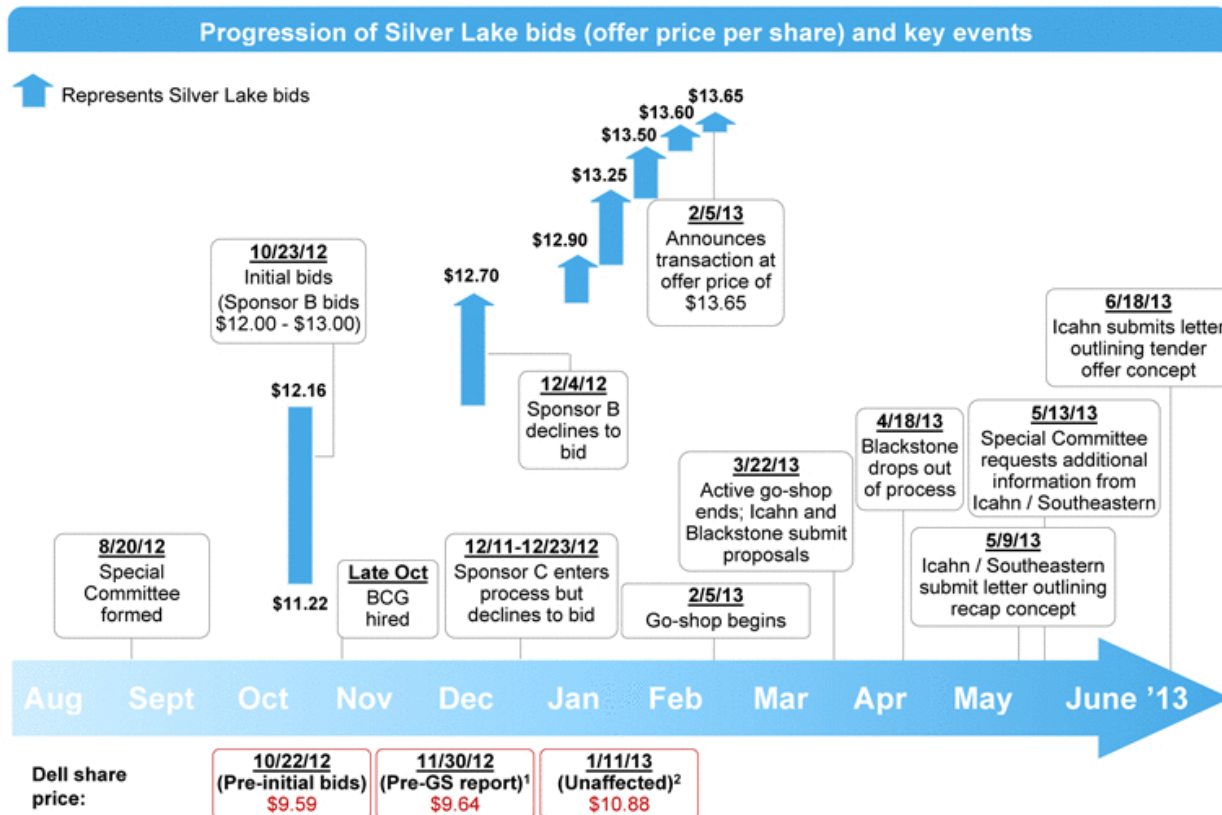 Progression of Silver Lake bids (offer price per share) and key events
Represents Silver Lake bids
$13.65
$13.60
$13.50
$13.25
$12.90
$12.70
$12.16
$11.22
10/23/12
Initial bids
(Sponsor B bids
$12.00 - $13.00)
2/5/13
Announces
transaction at
offer price of
$13.65
12/4/12
Sponsor B
declines to
bid
6/18/13
Icahn submits letter
outlining tender
offer concept
4/18/13
Blackstone
drops out
of process
5/13/13
Special Committee
requests additional
information from
Icahn / Southeastern
3/22/13
Active go-shop
ends; Icahn and
Blackstone submit
proposals
8/20/12
Special
Committee
formed
Late Oct
BCG
hired
12/11-12/23/12
Sponsor C enters
process but
declines to bid
2/5/13
Go-shop begins
5/9/13
Icahn / Southeastern
submit letter outlining
recap concept
Aug Sept Oct Nov Dec Jan Feb Mar Apr May June ’13
Dell share
price:
10/22/12
(Pre-initial bids)
$9.59
11/30/12
(Pre-GS report)¹
$9.64
1/11/13
(Unaffected)²
$10.88